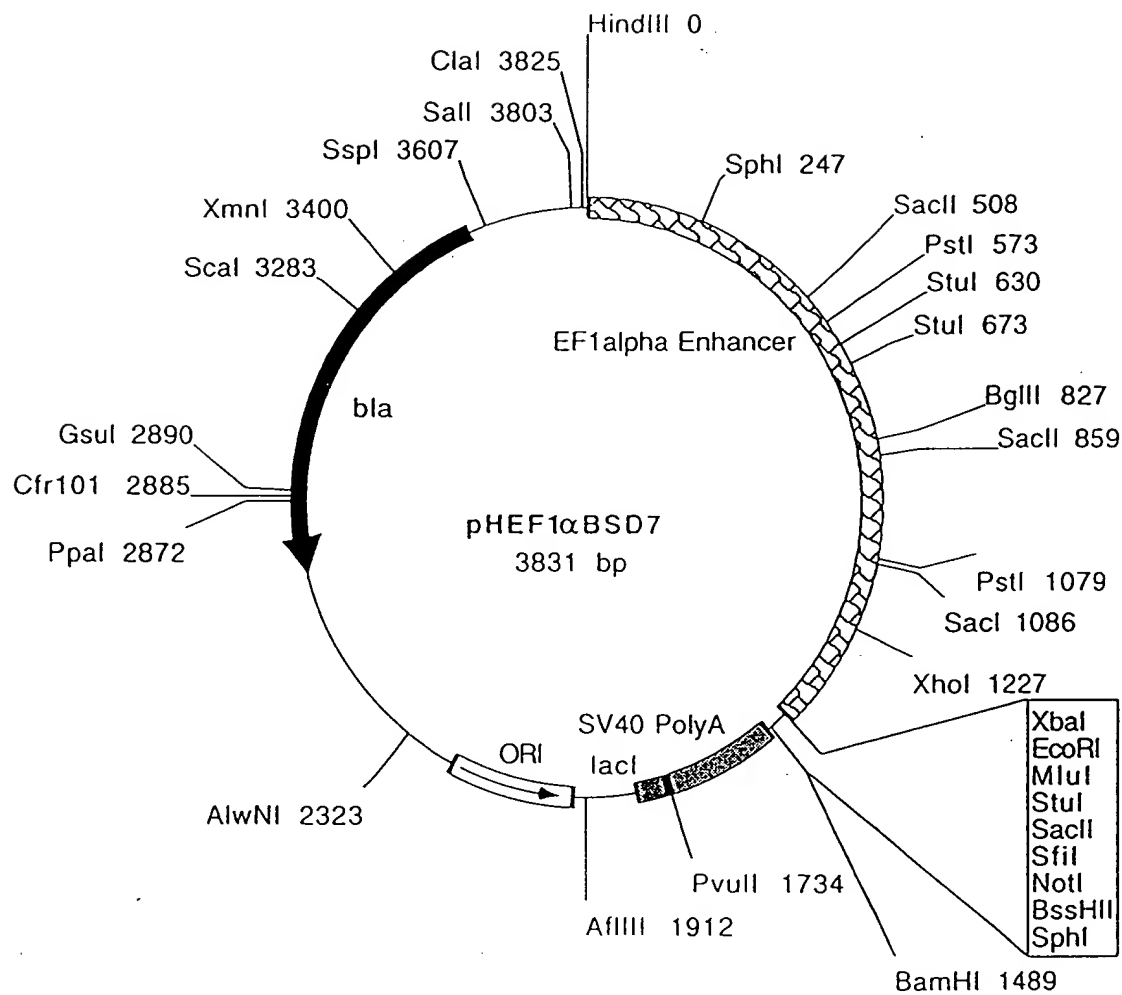 HindIII 0
ClaI 3825
SalI 3803
SspI 3607
XmnI 3400
ScaI 3283
SphI 247
SacII 508
PstI 573
StuI 630
StuI 673
EF1alpha Enhancer
bla
BglII 827
SacII 859
GsuI 2890
Cfr101 2885
PpaI 2872
pHEF1αBSD7
3831 bp
PstI 1079
SacI 1086
XhoI 1227
SV40 PolyA
lacI
ORI
XbaI
EcoRI
MluI
StuI
SacII
SfiI
NotI
BssHII
SphI
AlwNI 2323
PvuII 1734
AflIII 1912
BamHI 1489